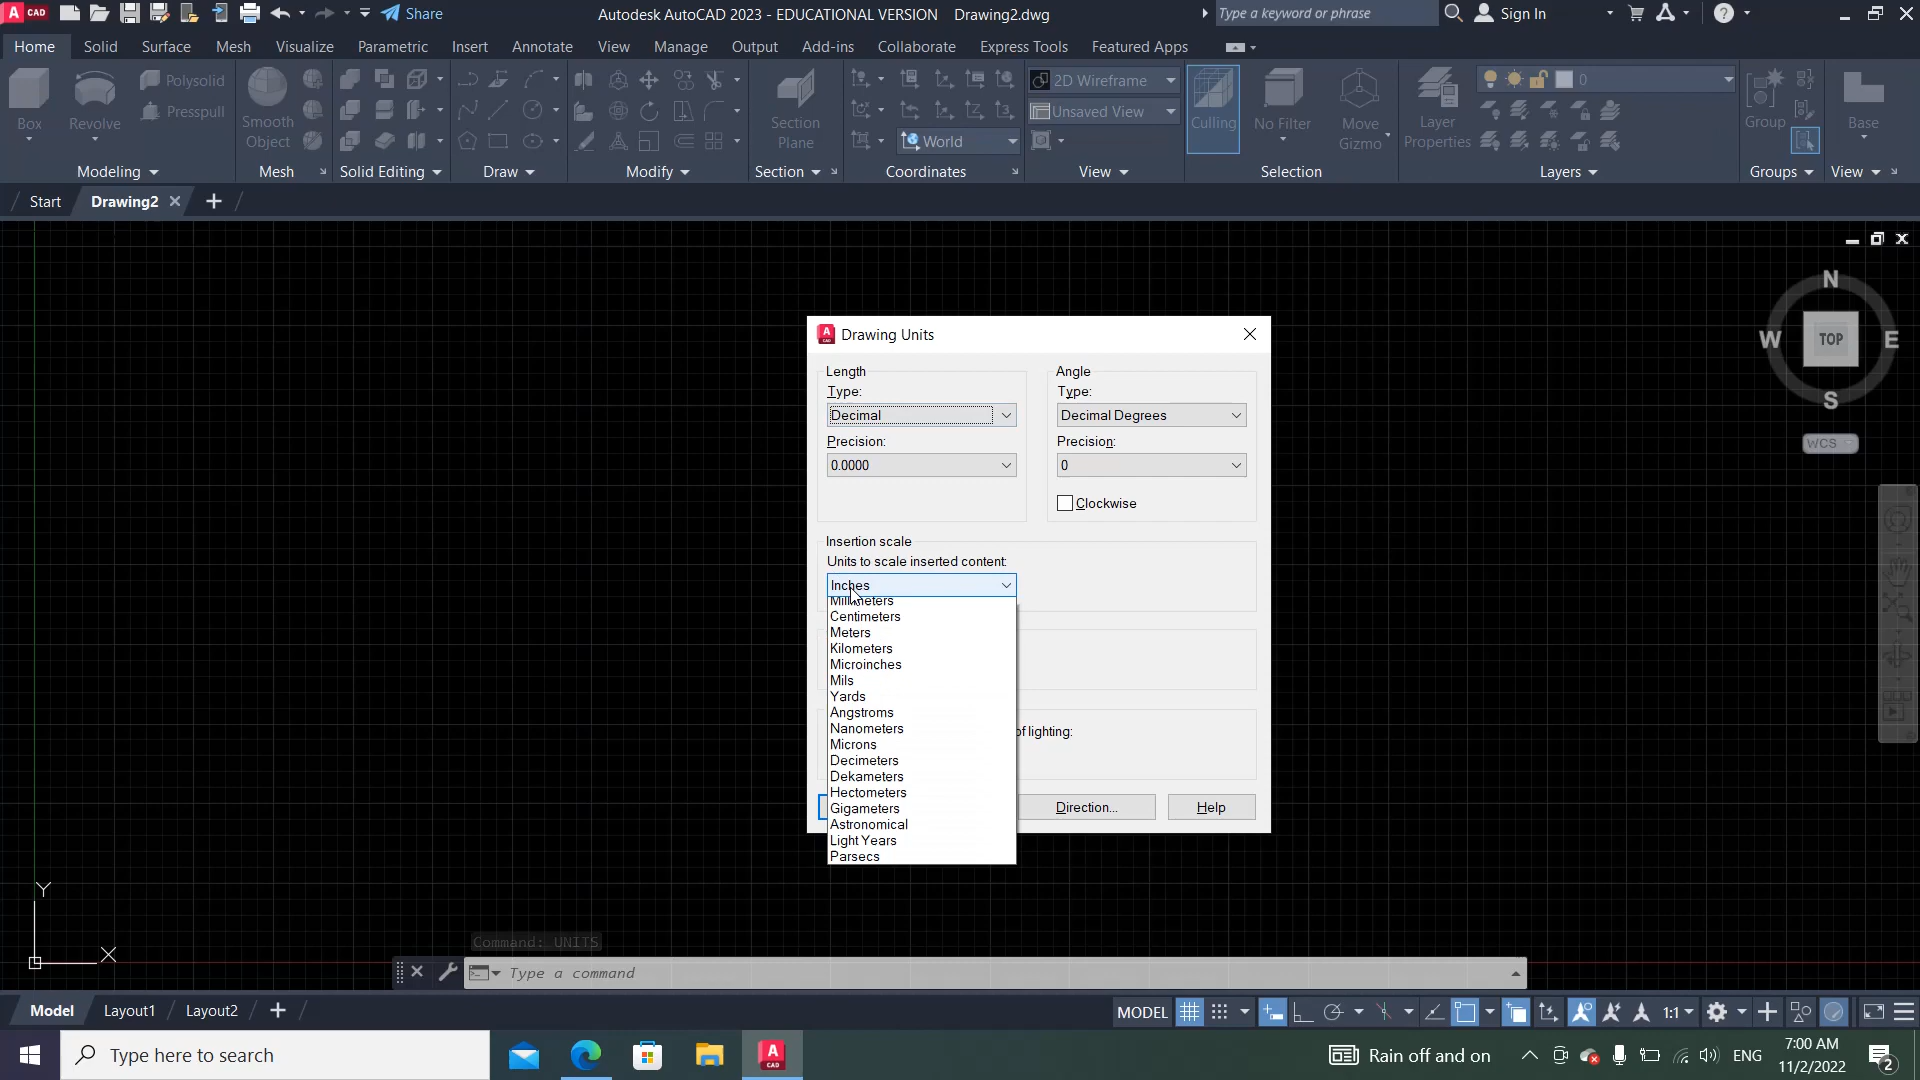 A CAD
Share
Autodesk AutoCAD 2023 - EDUCATIONAL VERSION Drawing2.dwg
Type a keyword or phrase
Sign In
Home Solid Surface Mesh Visualize Parametric Insert Annotate View Manage Output Add-ins Collaborate Express Tools Featured Apps
Box
Revolve
Polysolid
Presspull
Smooth Object
Section Plane
World
2D Wireframe
Unsaved View
Culling
No Filter
Move Gizmo
Layer Properties
0
Group
Base
Modeling Mesh Solid Editing Draw Modify Section Coordinates View Selection Layers Groups View
Start Drawing2
N
W TOP E
S
WCS
Drawing Units
Length
Type:
Decimal
Precision:
0.0000
Angle
Type:
Decimal Degrees
Precision:
0
Clockwise
Insertion scale
Units to scale inserted content:
Inches
Millimeters
Centimeters
Meters
Kilometers
Microinches
Mils
Yards
Angstroms
Nanometers
Microns
Decimeters
Dekameters
Hectometers
Gigameters
Astronomical
Light Years
Parsecs
of lighting:
Direction...
Help
Y
X
Command: UNITS
Type a command
Model Layout1 Layout2
MODEL
1:1
Type here to search
Rain off and on
ENG
7:00 AM
11/2/2022
2